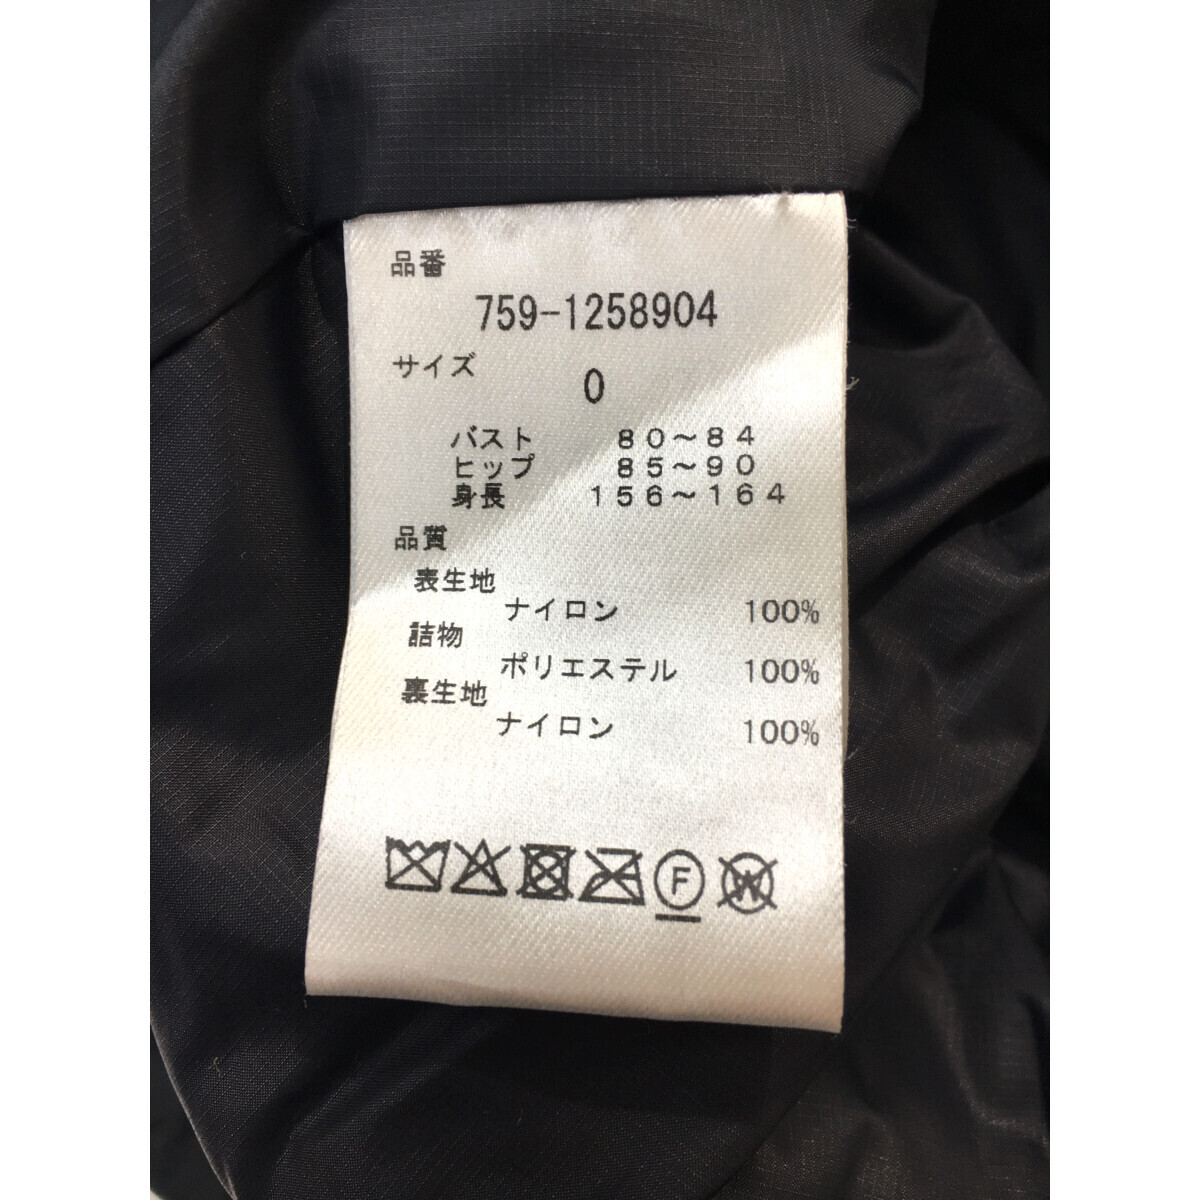 品番
759-1258904
サイズ
0
バスト 80～84
ヒップ 85～90
身長 156～164
品質
表生地
ナイロン 100%
詰物
ポリエステル 100%
裏生地
ナイロン 100%
F W